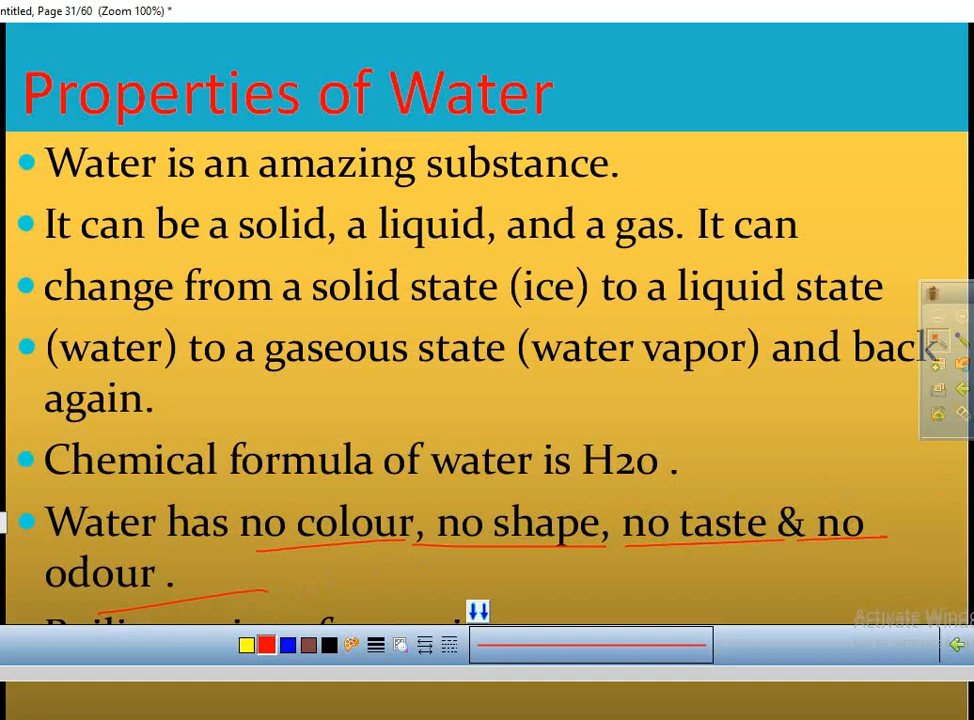 ntitled, Page 31/60 (Zoom 100%) *
Properties of Water
Water is an amazing substance.
It can be a solid, a liquid, and a gas. It can
change from a solid state (ice) to a liquid state
(water) to a gaseous state (water vapor) and back
again.
Chemical formula of water is H2o .
Water has no colour, no shape, no taste & no
odour .
Activate Wind